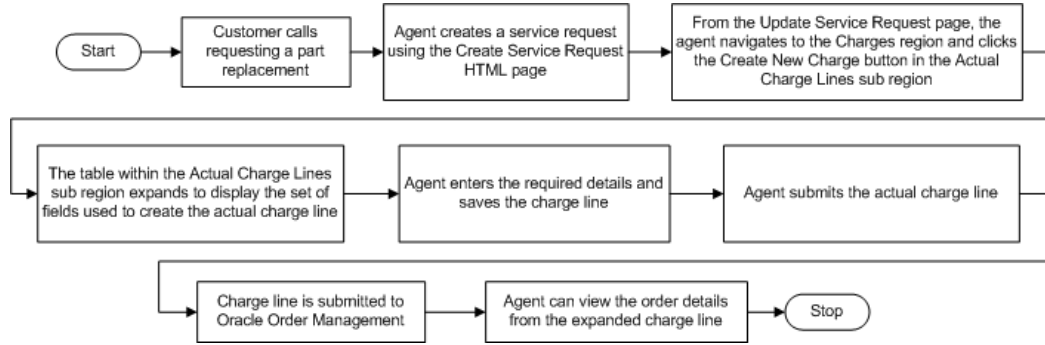 Start
Customer calls
requesting a part
replacement
Agent creates a service request
using the Create Service Request
HTML page
From the Update Service Request page, the
agent navigates to the Charges region and clicks
the Create New Charge button in the Actual
Charge Lines sub region
The table within the Actual Charge Lines
sub region expands to display the set of
fields used to create the actual charge line
Agent enters the required details and
saves the charge line
Agent submits the actual charge line
Charge line is submitted to
Oracle Order Management
Agent can view the order details
from the expanded charge line
Stop